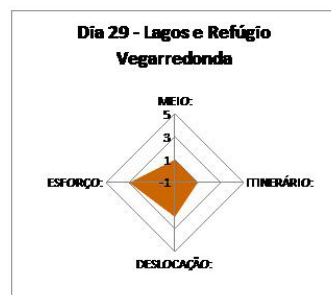 Dia 29 - Lagos e Refúgio
Vegarredonda
MEIO:
5
3
1
ESFORÇO:
-1
ITINERÁRIO:
DESLOCAÇÃO: